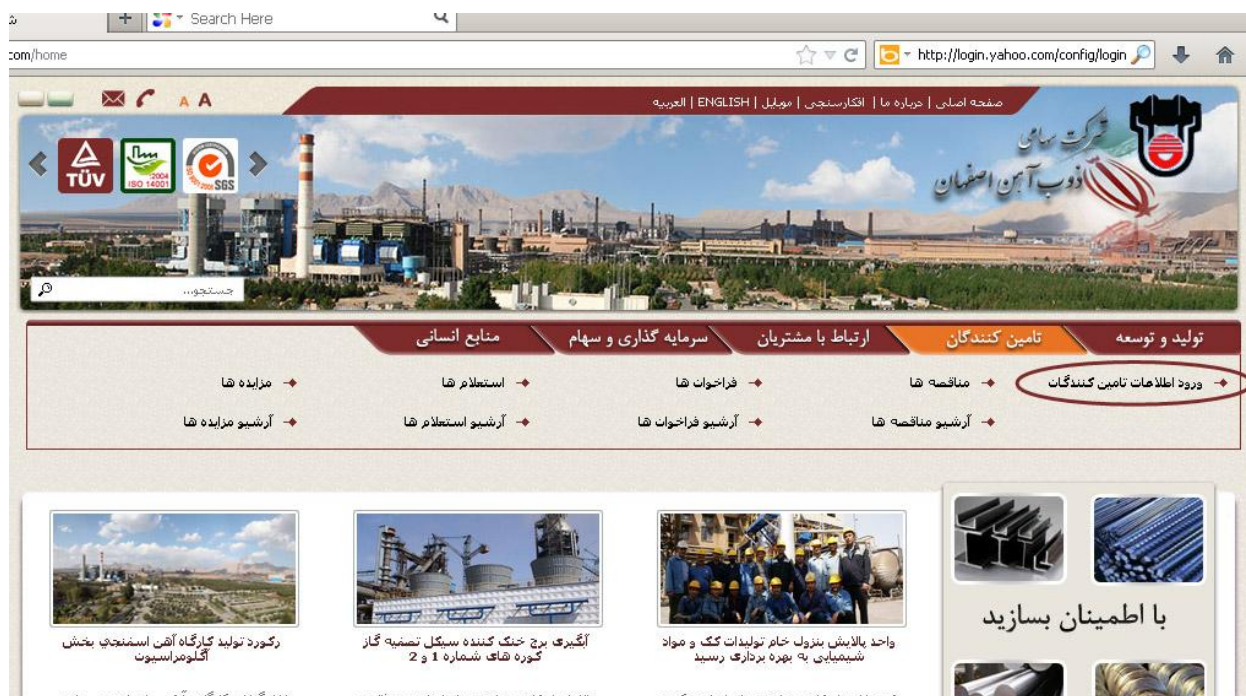 Search Here
com/home
http://login.yahoo.com/config/login
A A
صفحه اصلی | درباره ما | افکارسنجی | موبایل | ENGLISH | العربیه
شرکت سهامی
ذوب آهن اصفهان
TÜV
:2004
ISO 14001
SGS
جستجو...
تولید و توسعه
تامین کنندگان
ارتباط با مشتریان
سرمایه گذاری و سهام
منابع انسانی
ورود اطلاعات تامین کنندگان
مناقصه ها
فراخوان ها
استعلام ها
مزایده ها
آرشیو مناقصه ها
آرشیو فراخوان ها
آرشیو استعلام ها
آرشیو مزایده ها
واحد پالایش بنزول خام تولیدات کک و مواد
شیمیایی به بهره برداری رسید
آبگیری برج خنک کننده سیکل تصفیه گاز
کوره های شماره 1 و 2
رکورد تولید کارگاه آهن اسفنجی بخش
آگلومراسیون
با اطمینان بسازید